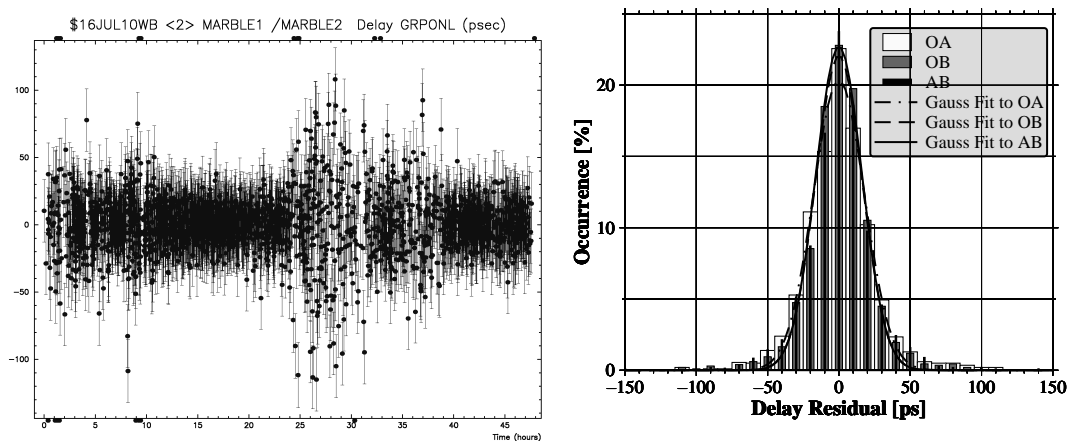 $16JUL10WB <2> MARBLE1 /MARBLE2 Delay GRPONL (psec)
100
50
0
−50
−100
0 5 10 15 20 25 30 35 40 45
Time (hours)
OA
OB
AB
Gauss Fit to OA
Gauss Fit to OB
Gauss Fit to AB
Occurrence [%]
20
10
0
−150 −100 −50 0 50 100 150
Delay Residual [ps]